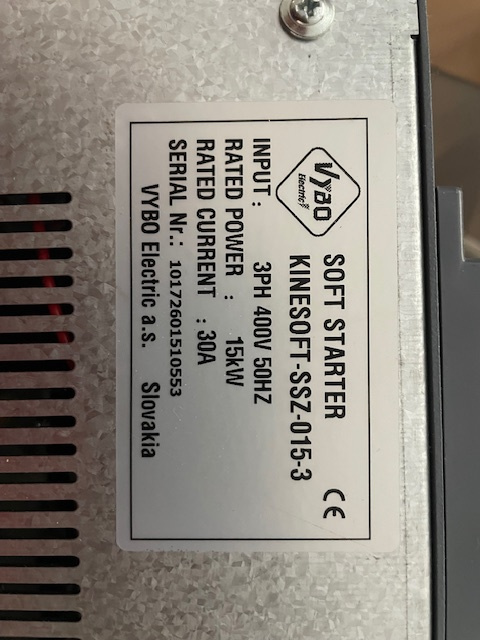 VYBO
Electric
SOFT STARTER
KINESOFT-SSZ-015-3
CE
INPUT : 3PH 400V 50HZ
RATED POWER : 15kW
RATED CURRENT : 30A
SERIAL Nr.: 10172601510553
VYBO Electric a.s. Slovakia